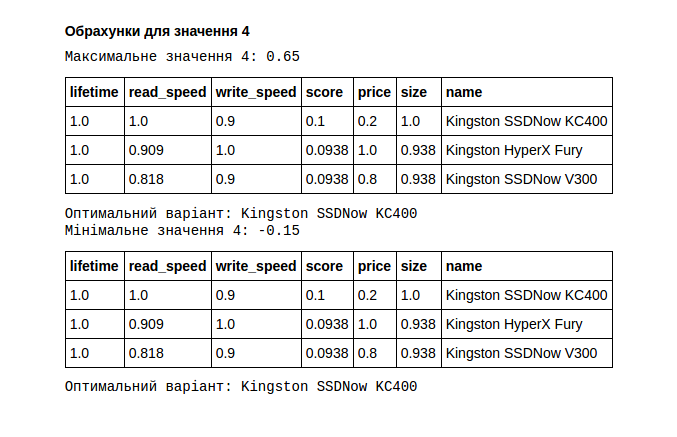 Обрахунки для значення 4
Максимальне значення 4: 0.65
lifetime read_speed write_speed score price size name
1.0 1.0 0.9 0.1 0.2 1.0 Kingston SSDNow KC400
1.0 0.909 1.0 0.0938 1.0 0.938 Kingston HyperX Fury
1.0 0.818 0.9 0.0938 0.8 0.938 Kingston SSDNow V300
Оптимальний варіант: Kingston SSDNow KC400
Мінімальне значення 4: -0.15
lifetime read_speed write_speed score price size name
1.0 1.0 0.9 0.1 0.2 1.0 Kingston SSDNow KC400
1.0 0.909 1.0 0.0938 1.0 0.938 Kingston HyperX Fury
1.0 0.818 0.9 0.0938 0.8 0.938 Kingston SSDNow V300
Оптимальний варіант: Kingston SSDNow KC400